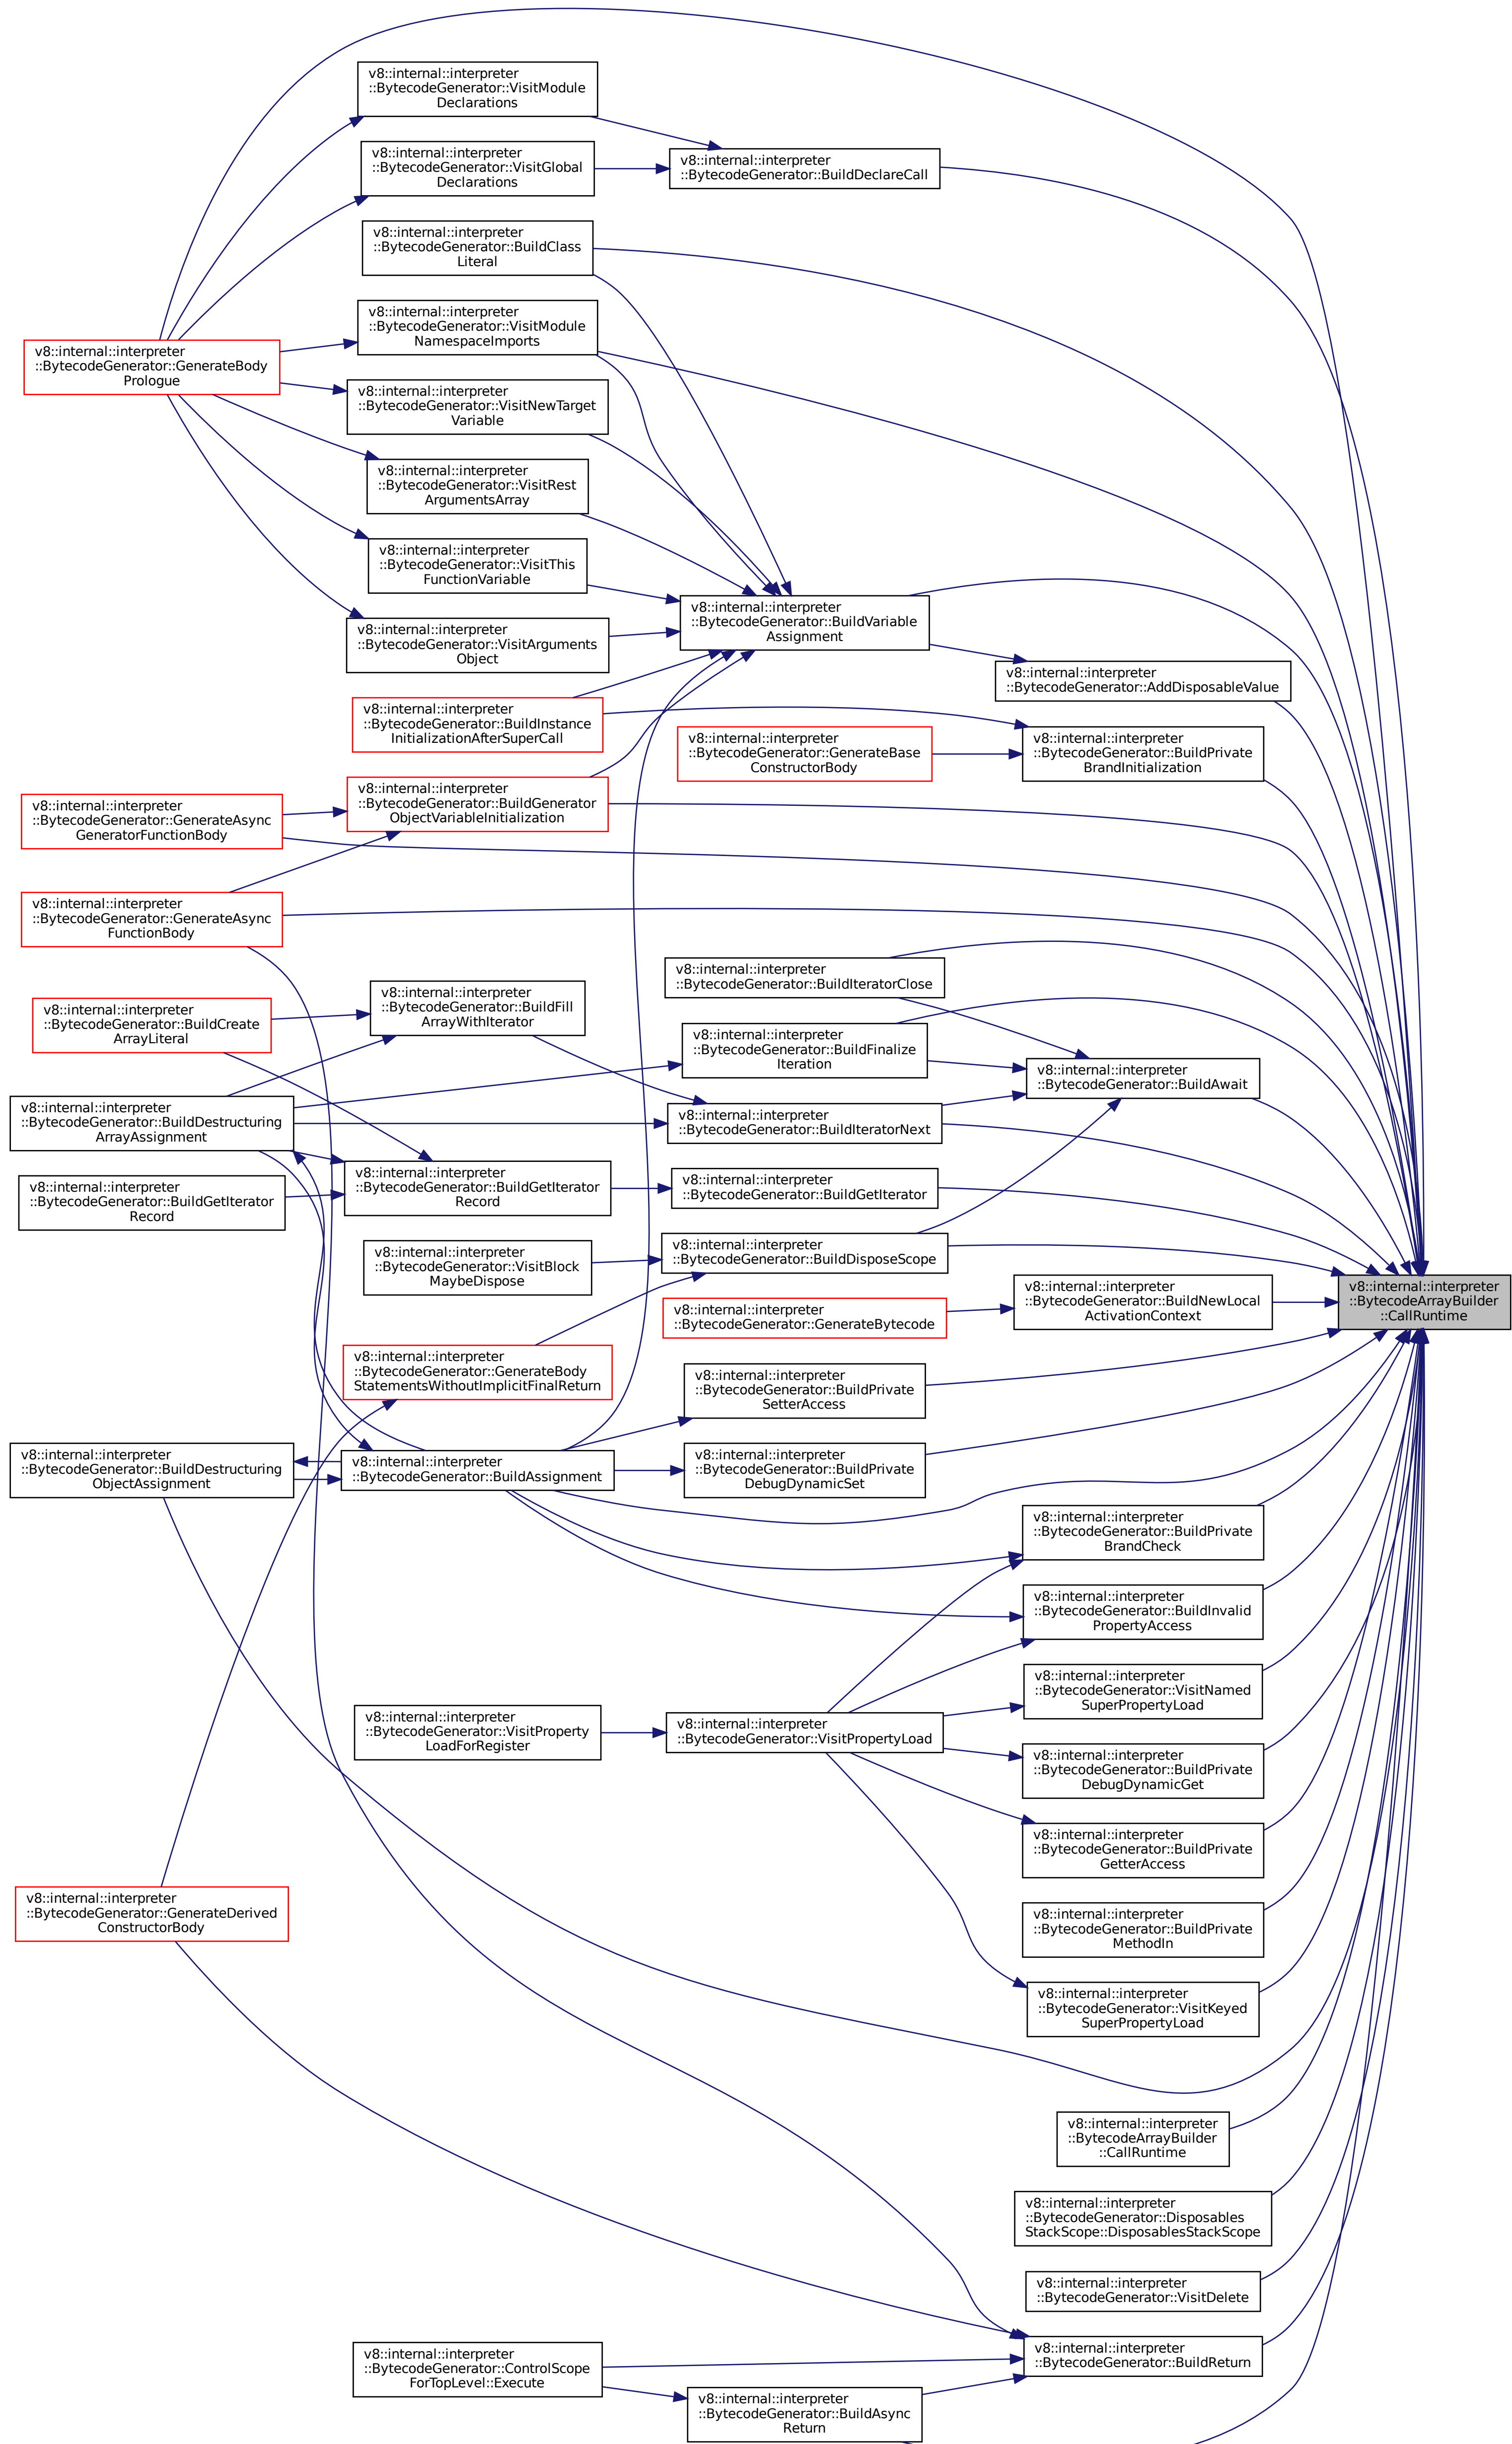 v8::internal::interpreter
::BytecodeGenerator::VisitModule
Declarations
v8::internal::interpreter
::BytecodeGenerator::VisitGlobal
Declarations
v8::internal::interpreter
::BytecodeGenerator::BuildDeclareCall
v8::internal::interpreter
::BytecodeGenerator::BuildClass
Literal
v8::internal::interpreter
::BytecodeGenerator::VisitModule
NamespaceImports
v8::internal::interpreter
::BytecodeGenerator::GenerateBody
Prologue
v8::internal::interpreter
::BytecodeGenerator::VisitNewTarget
Variable
v8::internal::interpreter
::BytecodeGenerator::VisitRest
ArgumentsArray
v8::internal::interpreter
::BytecodeGenerator::VisitThis
FunctionVariable
v8::internal::interpreter
::BytecodeGenerator::BuildVariable
Assignment
v8::internal::interpreter
::BytecodeGenerator::VisitArguments
Object
v8::internal::interpreter
::BytecodeGenerator::AddDisposableValue
v8::internal::interpreter
::BytecodeGenerator::BuildInstance
InitializationAfterSuperCall
v8::internal::interpreter
::BytecodeGenerator::GenerateBase
ConstructorBody
v8::internal::interpreter
::BytecodeGenerator::BuildPrivate
BrandInitialization
v8::internal::interpreter
::BytecodeGenerator::BuildGenerator
ObjectVariableInitialization
v8::internal::interpreter
::BytecodeGenerator::GenerateAsync
GeneratorFunctionBody
v8::internal::interpreter
::BytecodeGenerator::GenerateAsync
FunctionBody
v8::internal::interpreter
::BytecodeGenerator::BuildIteratorClose
v8::internal::interpreter
::BytecodeGenerator::BuildFill
ArrayWithIterator
v8::internal::interpreter
::BytecodeGenerator::BuildCreate
ArrayLiteral
v8::internal::interpreter
::BytecodeGenerator::BuildFinalize
Iteration
v8::internal::interpreter
::BytecodeGenerator::BuildAwait
v8::internal::interpreter
::BytecodeGenerator::BuildDestructuring
ArrayAssignment
v8::internal::interpreter
::BytecodeGenerator::BuildIteratorNext
v8::internal::interpreter
::BytecodeGenerator::BuildGetIterator
Record
v8::internal::interpreter
::BytecodeGenerator::BuildGetIterator
v8::internal::interpreter
::BytecodeGenerator::BuildGetIterator
Record
v8::internal::interpreter
::BytecodeGenerator::VisitBlock
MaybeDispose
v8::internal::interpreter
::BytecodeGenerator::BuildDisposeScope
v8::internal::interpreter
::BytecodeGenerator::BuildNewLocal
ActivationContext
v8::internal::interpreter
::BytecodeArrayBuilder
::CallRuntime
v8::internal::interpreter
::BytecodeGenerator::GenerateBytecode
v8::internal::interpreter
::BytecodeGenerator::GenerateBody
StatementsWithoutImplicitFinalReturn
v8::internal::interpreter
::BytecodeGenerator::BuildPrivate
SetterAccess
v8::internal::interpreter
::BytecodeGenerator::BuildDestructuring
ObjectAssignment
v8::internal::interpreter
::BytecodeGenerator::BuildAssignment
v8::internal::interpreter
::BytecodeGenerator::BuildPrivate
DebugDynamicSet
v8::internal::interpreter
::BytecodeGenerator::BuildPrivate
BrandCheck
v8::internal::interpreter
::BytecodeGenerator::BuildInvalid
PropertyAccess
v8::internal::interpreter
::BytecodeGenerator::VisitNamed
SuperPropertyLoad
v8::internal::interpreter
::BytecodeGenerator::VisitProperty
LoadForRegister
v8::internal::interpreter
::BytecodeGenerator::VisitPropertyLoad
v8::internal::interpreter
::BytecodeGenerator::BuildPrivate
DebugDynamicGet
v8::internal::interpreter
::BytecodeGenerator::BuildPrivate
GetterAccess
v8::internal::interpreter
::BytecodeGenerator::GenerateDerived
ConstructorBody
v8::internal::interpreter
::BytecodeGenerator::BuildPrivate
MethodIn
v8::internal::interpreter
::BytecodeGenerator::VisitKeyed
SuperPropertyLoad
v8::internal::interpreter
::BytecodeArrayBuilder
::CallRuntime
v8::internal::interpreter
::BytecodeGenerator::Disposables
StackScope::DisposablesStackScope
v8::internal::interpreter
::BytecodeGenerator::VisitDelete
v8::internal::interpreter
::BytecodeGenerator::BuildReturn
v8::internal::interpreter
::BytecodeGenerator::ControlScope
ForTopLevel::Execute
v8::internal::interpreter
::BytecodeGenerator::BuildAsync
Return